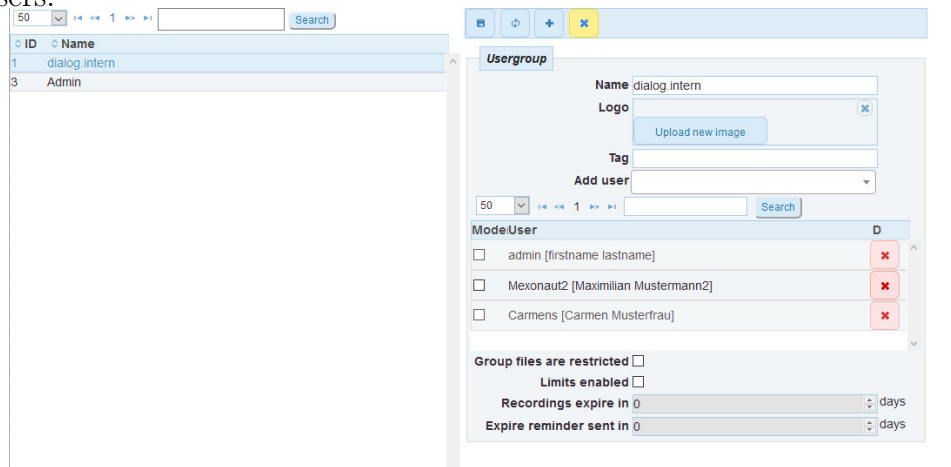 sers.
50 1 Search
ID Name
1 dialog.intern
3 Admin
Usergroup
Name dialog.intern
Logo
Upload new image
Tag
Add user
50 1 Search
Mode User D
admin [firstname lastname]
Mexonaut2 [Maximilian Mustermann2]
Carmens [Carmen Musterfrau]
Group files are restricted
Limits enabled
Recordings expire in 0 days
Expire reminder sent in 0 days